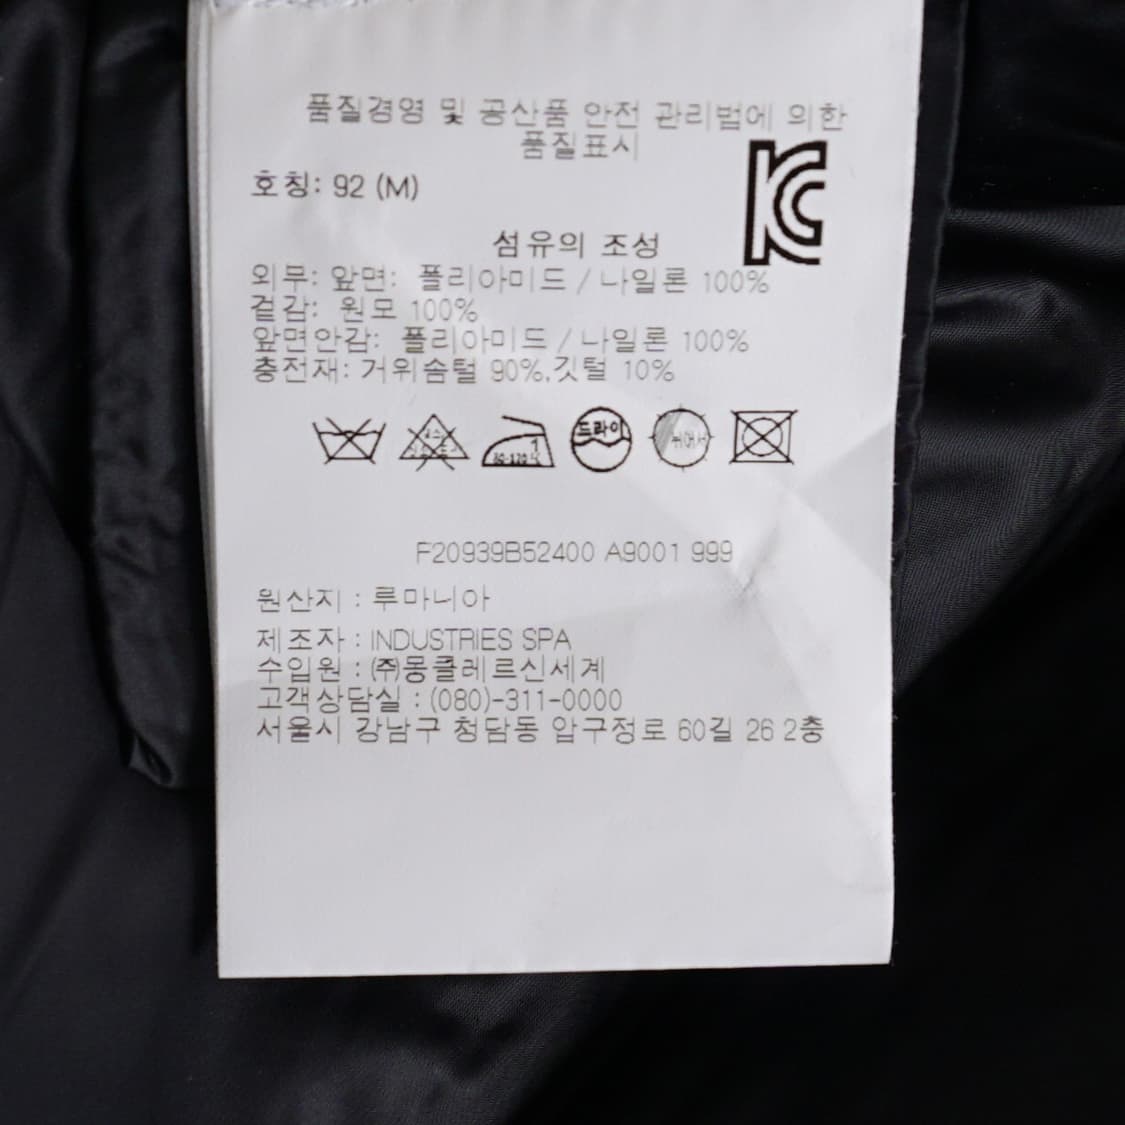 품질경영 및 공산품 안전 관리법에 의한
품질표시
호칭: 92 (M)
KC
섬유의 조성
외부: 앞면: 폴리아미드 / 나일론 100%
겉감: 원모 100%
앞면안감: 폴리아미드 / 나일론 100%
충전재: 거위솜털 90%,깃털 10%
드라이
F20939B52400 A9001 999
원산지 : 루마니아
제조자 : INDUSTRIES SPA
수입원 : ㈜몽클레르신세계
고객상담실 : (080)-311-0000
서울시 강남구 청담동 압구정로 60길 26 2층